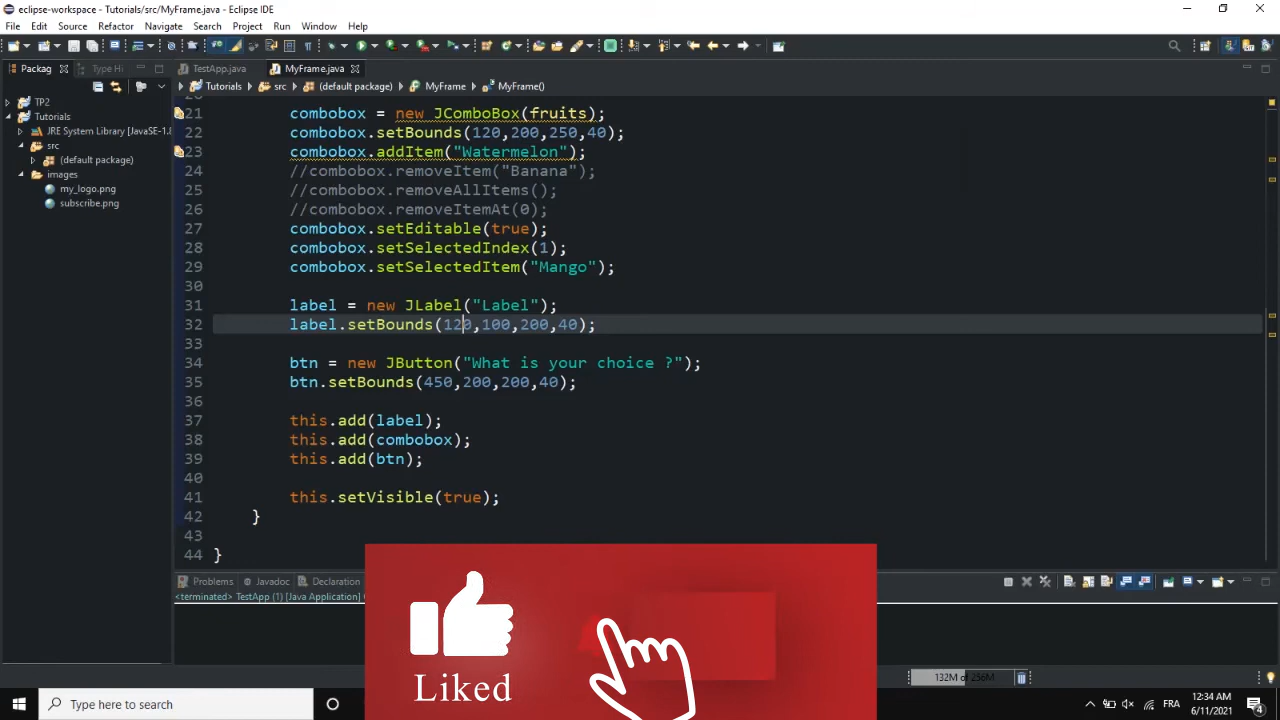 eclipse-workspace - Tutorials/src/MyFrame.java - Eclipse IDE
File Edit Source Refactor Navigate Search Project Run Window Help
Packag Type Hi TestApp.java MyFrame.java
Tutorials src (default package) MyFrame MyFrame()
TP2
Tutorials
JRE System Library [JavaSE-1.
src
(default package)
images
my_logo.png
subscribe.png
21 combobox = new JComboBox(fruits);
22 combobox.setBounds(120,200,250,40);
23 combobox.addItem("Watermelon");
24 //combobox.removeItem("Banana");
25 //combobox.removeAllItems();
26 //combobox.removeItemAt(0);
27 combobox.setEditable(true);
28 combobox.setSelectedIndex(1);
29 combobox.setSelectedItem("Mango");
30
31 label = new JLabel("Label");
32 label.setBounds(120,100,200,40);
33
34 btn = new JButton("What is your choice ?");
35 btn.setBounds(450,200,200,40);
36
37 this.add(label);
38 this.add(combobox);
39 this.add(btn);
40
41 this.setVisible(true);
42 }
43
44 }
Problems Javadoc Declaration
<terminated> TestApp (1) [Java Application]
Liked
132M of 256M
Type here to search
FRA
12:34 AM
6/11/2021
4